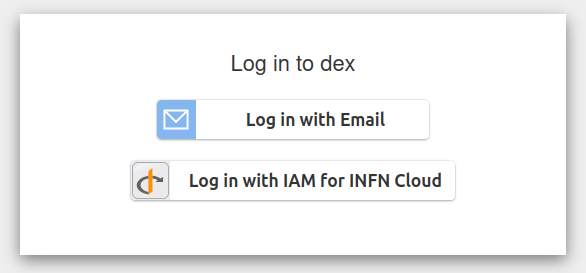 Log in to dex
Log in with Email
Log in with IAM for INFN Cloud